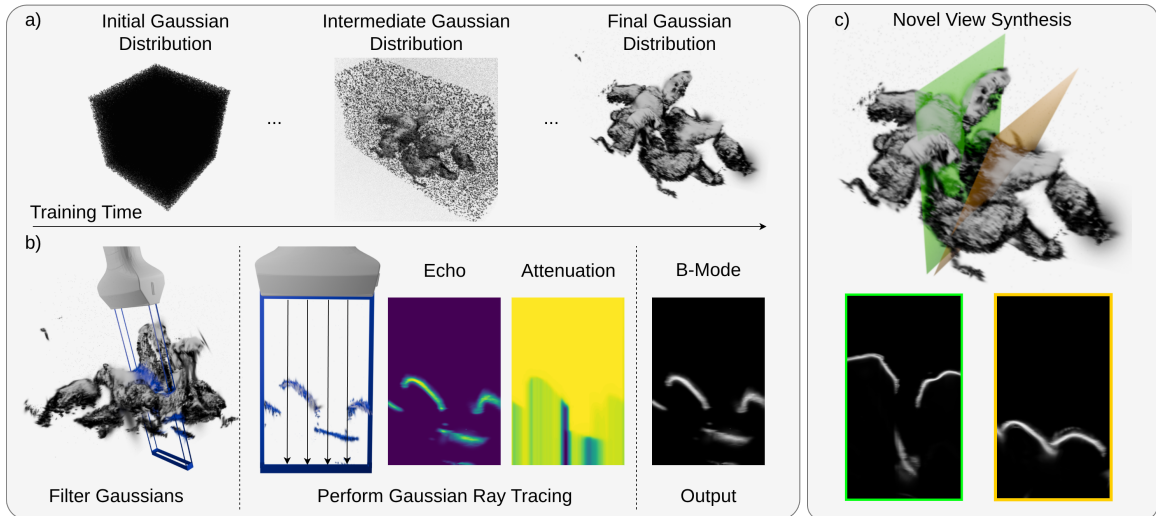 a)
Initial Gaussian
Distribution
...
Intermediate Gaussian
Distribution
...
Final Gaussian
Distribution
Training Time
b)
Filter Gaussians
Echo
Attenuation
Perform Gaussian Ray Tracing
B-Mode
Output
c)
Novel View Synthesis